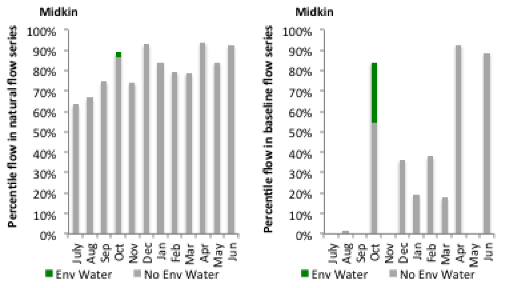 Midkin
Percentile flow in natural flow series
100%
90%
80%
70%
60%
50%
40%
30%
20%
10%
0%
July Aug Sep Oct Nov Dec Jan Feb Mar Apr May Jun
Env Water No Env Water
Midkin
Percentile flow in baseline flow series
100%
90%
80%
70%
60%
50%
40%
30%
20%
10%
0%
July Aug Sep Oct Nov Dec Jan Feb Mar Apr May Jun
Env Water No Env Water